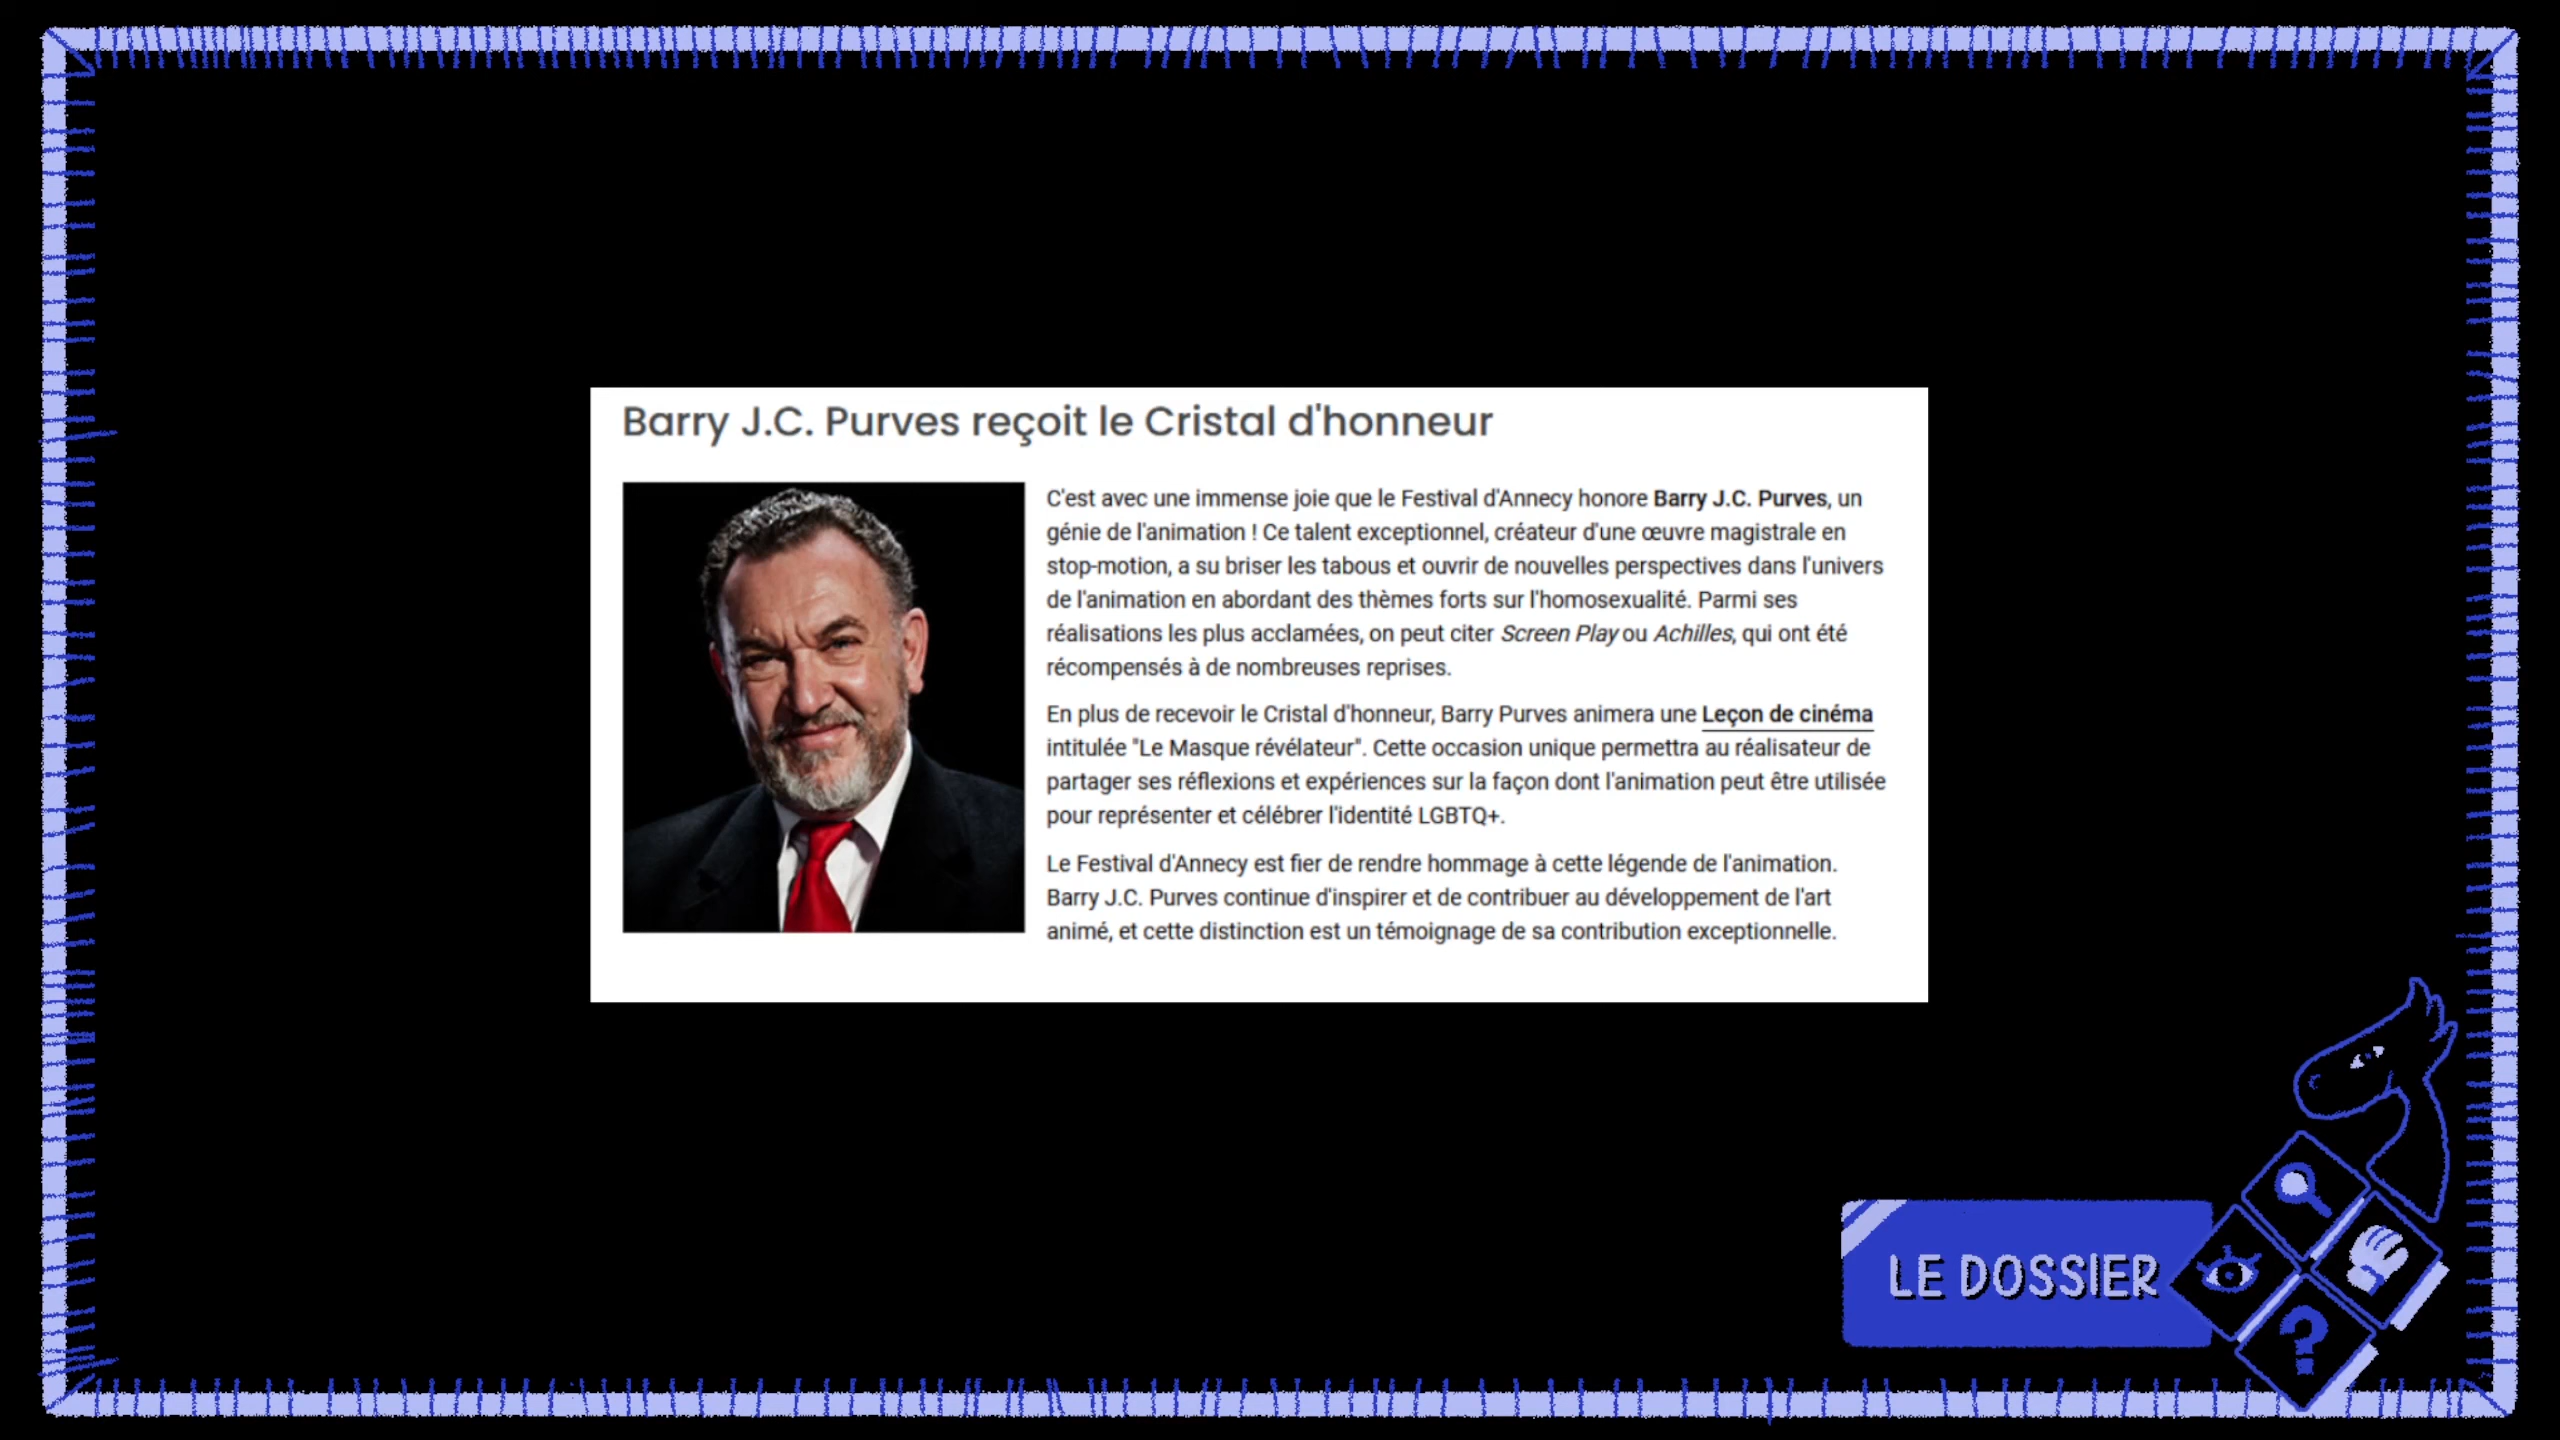 Barry J.C. Purves reçoit le Cristal d'honneur
C'est avec une immense joie que le Festival d'Annecy honore Barry J.C. Purves, un
génie de l'animation ! Ce talent exceptionnel, créateur d'une œuvre magistrale en
stop-motion, a su briser les tabous et ouvrir de nouvelles perspectives dans l'univers
de l'animation en abordant des thèmes forts sur l'homosexualité. Parmi ses
réalisations les plus acclamées, on peut citer Screen Play ou Achilles, qui ont été
récompensés à de nombreuses reprises.
En plus de recevoir le Cristal d'honneur, Barry Purves animera une Leçon de cinéma
intitulée "Le Masque révélateur". Cette occasion unique permettra au réalisateur de
partager ses réflexions et expériences sur la façon dont l'animation peut être utilisée
pour représenter et célébrer l'identité LGBTQ+.
Le Festival d'Annecy est fier de rendre hommage à cette légende de l'animation.
Barry J.C. Purves continue d'inspirer et de contribuer au développement de l'art
animé, et cette distinction est un témoignage de sa contribution exceptionnelle.
LE DOSSIER
?